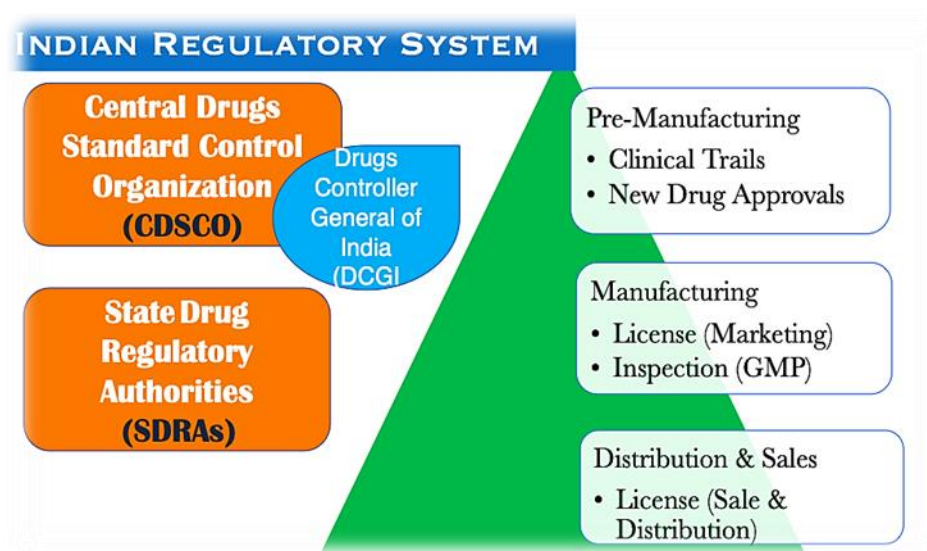 INDIAN REGULATORY SYSTEM
Central Drugs
Standard Control
Organization
(CDSCO)
Drugs
Controller
General of
India
(DCGI
State Drug
Regulatory
Authorities
(SDRAs)
Pre-Manufacturing
• Clinical Trails
• New Drug Approvals
Manufacturing
• License (Marketing)
• Inspection (GMP)
Distribution & Sales
• License (Sale &
Distribution)